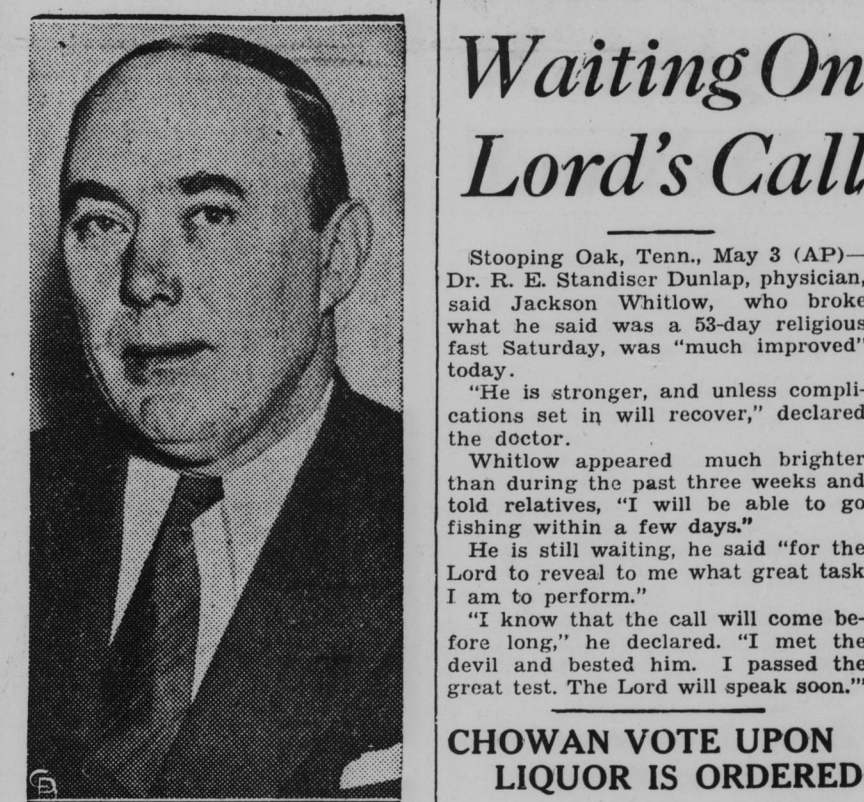 Waiting On
Lord's Call
Stooping Oak, Tenn., May 3 (AP)—
Dr. R. E. Standiser Dunlap, physician,
said Jackson Whitlow, who broke
what he said was a 53-day religious
fast Saturday, was "much improved"
today.
"He is stronger, and unless compli-
cations set in will recover," declared
the doctor.
Whitlow appeared much brighter
than during the past three weeks and
told relatives, "I will be able to go
fishing within a few days."
He is still waiting, he said "for the
Lord to reveal to me what great task
I am to perform."
"I know that the call will come be-
fore long," he declared. "I met the
devil and bested him. I passed the
great test. The Lord will speak soon.'"
CHOWAN VOTE UPON
LIQUOR IS ORDERED